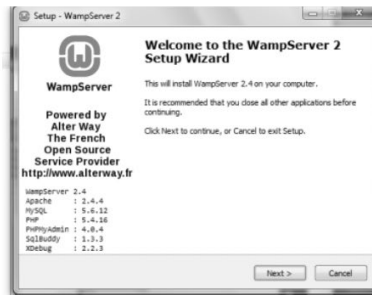 Setup - WampServer 2
WampServer
Powered by
Alter Way
The French
Open Source
Service Provider
http://www.alterway.fr
WampServer 2.4
Apache : 2.4.4
MySQL : 5.6.12
PHP : 5.4.16
PHPMyAdmin : 4.0.4
SqlBuddy : 1.3.3
XDebug : 2.2.3
Welcome to the WampServer 2
Setup Wizard
This will install WampServer 2.4 on your computer.
It is recommended that you close all other applications before
continuing.
Click Next to continue, or Cancel to exit Setup.
Next >
Cancel